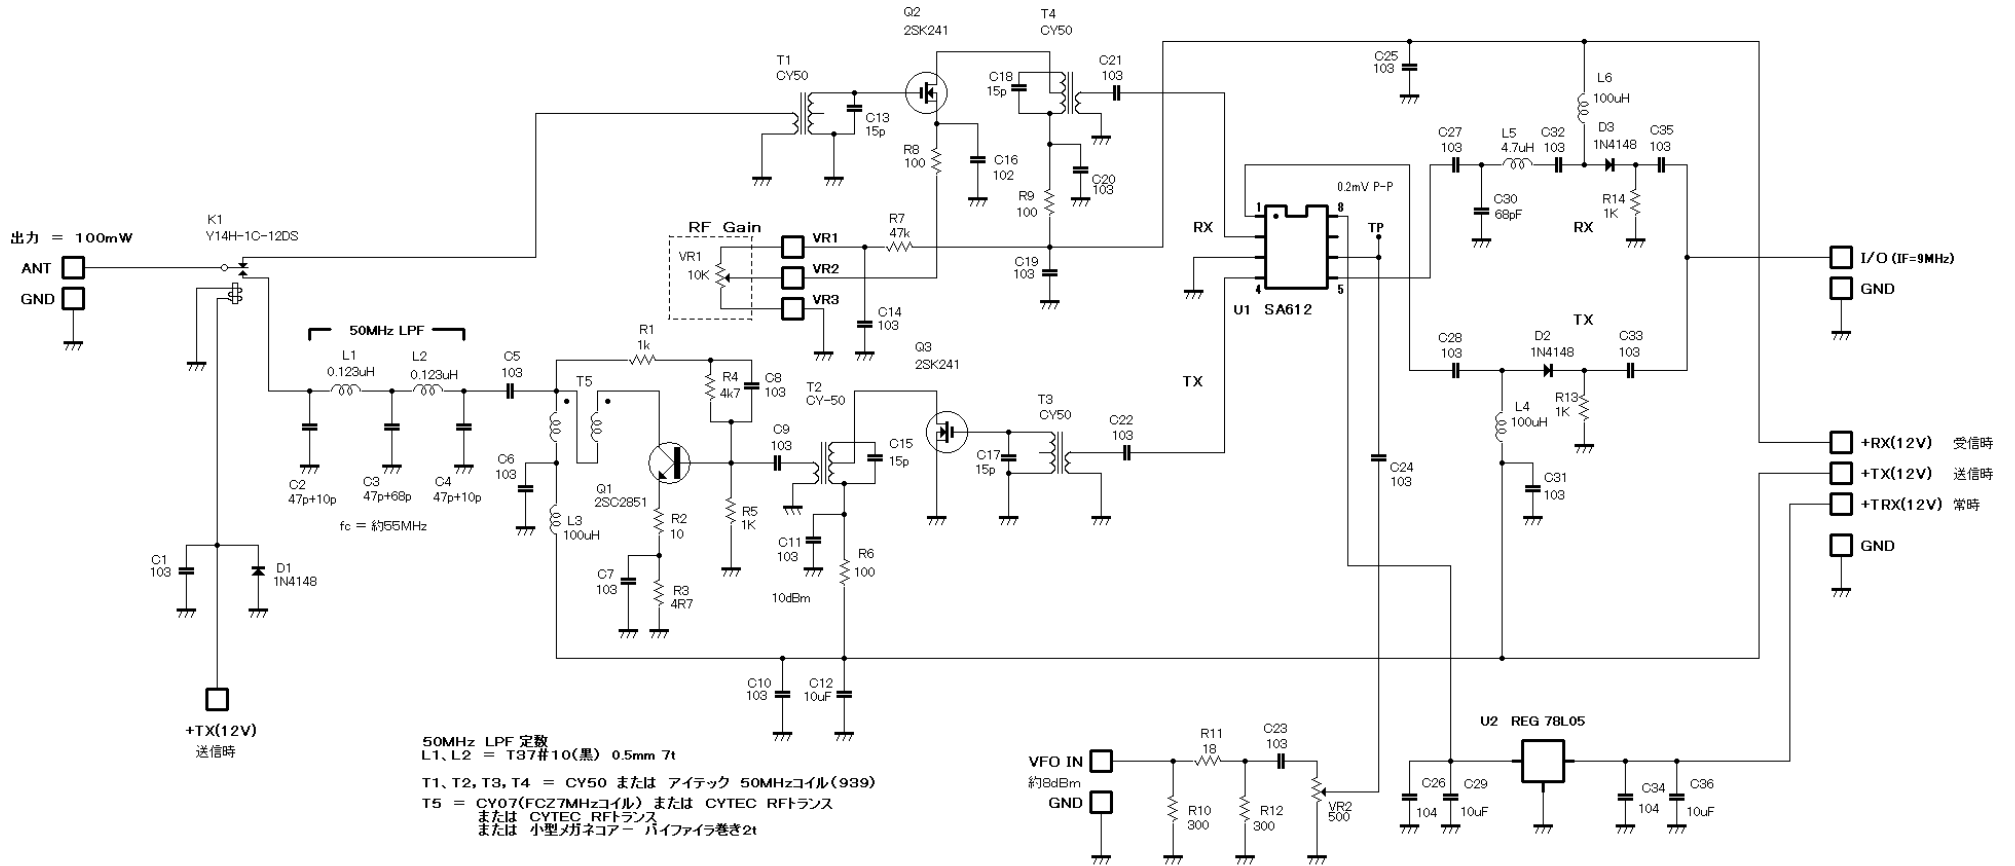 Q2
2SK241
T4
CY50
T1
CY50
C18
15p
C21
103
C25
103
L6
100uH
C13
15p
R8
100
C16
102
C20
103
R9
100
C27
103
L5
4.7uH
C32
103
D3
1N4148
C35
103
C30
68pF
R14
1K
RX
0.2mV P-P
1
8
TP
RX
4
5
U1 SA612
K1
Y14H-1C-12DS
出力 = 100mW
ANT
GND
RF Gain
VR1
10K
VR1
VR2
VR3
R7
47k
C19
103
C14
103
I/O (IF=9MHz)
GND
50MHz LPF
L1
0.123uH
L2
0.123uH
C5
103
R1
1k
T5
R4
4k7
C8
103
T2
CY-50
Q3
2SK241
TX
TX
C28
103
D2
1N4148
C33
103
R13
1K
L4
100uH
T3
CY50
C22
103
C9
103
C15
15p
C17
15p
C24
103
C31
103
+RX(12V) 受信時
+TX(12V) 送信時
+TRX(12V) 常時
GND
C2
47p+10p
C3
47p+68p
C4
47p+10p
fc = 約55MHz
C6
103
L3
100uH
Q1
2SC2851
R2
10
R5
1K
C11
103
R6
100
C7
103
R3
4R7
10dBm
C1
103
D1
1N4148
C10
103
C12
10uF
+TX(12V)
送信時
50MHz LPF 定数
L1、L2 = T37#10(黒) 0.5mm 7t
T1、T2，T3，T4 = CY50 または アイテック 50MHzコイル(939)
T5 = CY07(FCZ7MHzコイル) または CYTEC RFトランス
または CYTEC RFトランス
または 小型メガネコアー バイファイラ巻き2t
VFO IN
約8dBm
GND
R11
18
C23
103
R10
300
R12
300
VR2
500
U2 REG 78L05
C26
104
C29
10uF
C34
104
C36
10uF